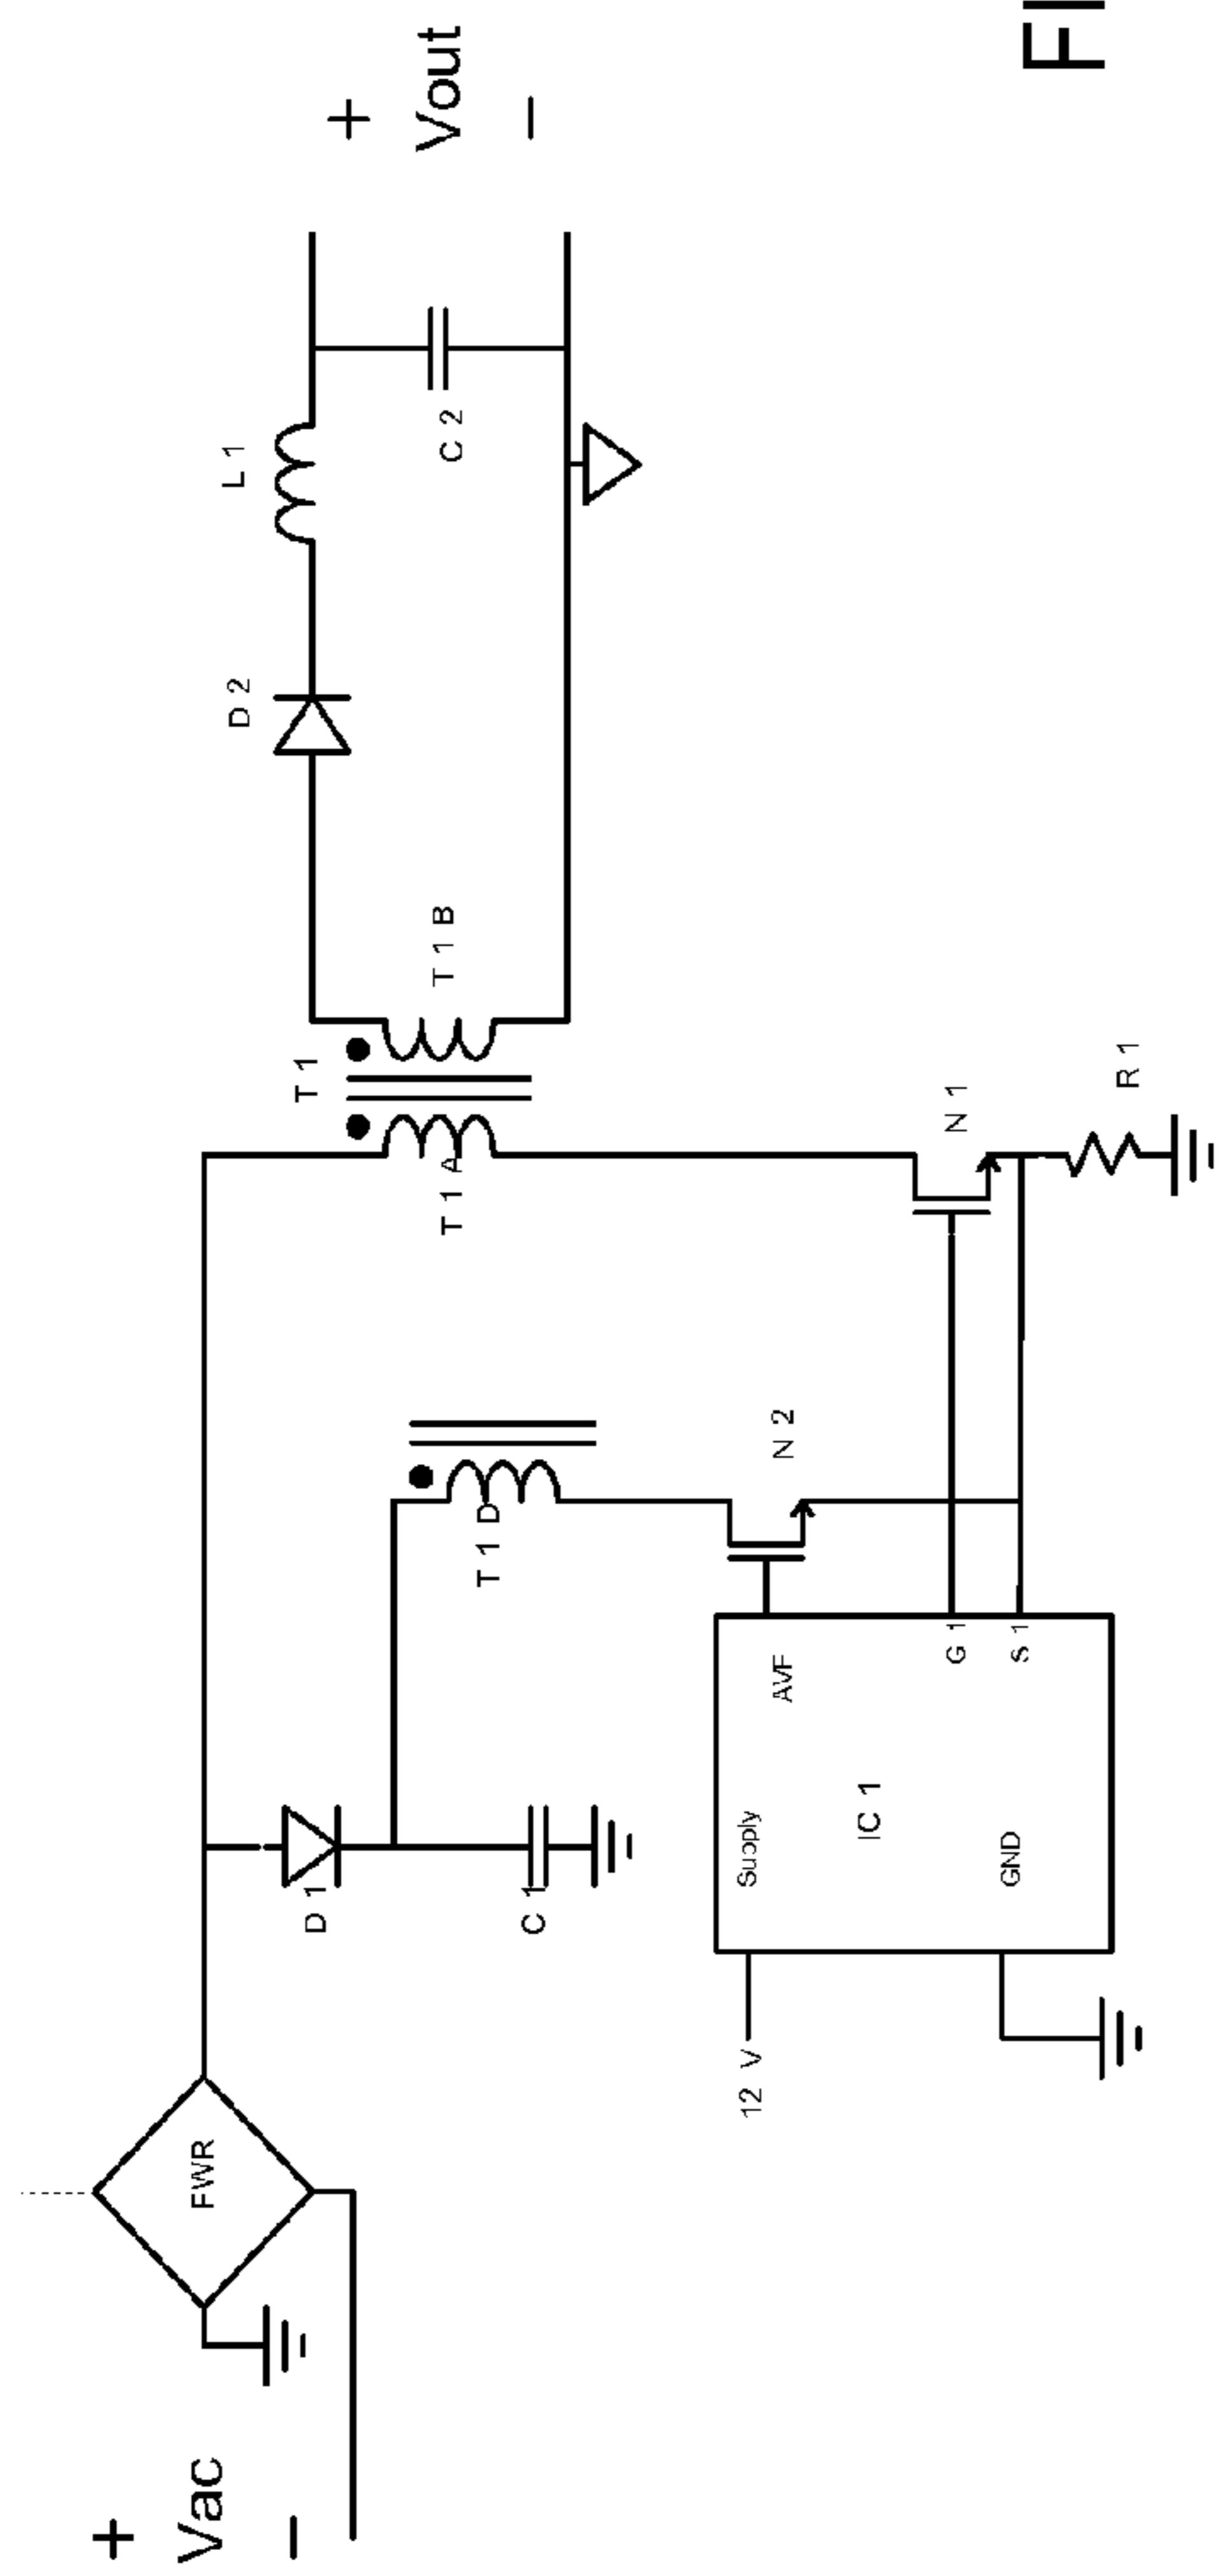 +
Vac
−
FWR
D 1
C 1
12 V
Supply
AVF
IC 1
GND
G 1
S 1
T 1 D
N 2
T 1
T 1 A
T 1 B
N 1
R 1
D 2
L 1
C 2
+
Vout
−